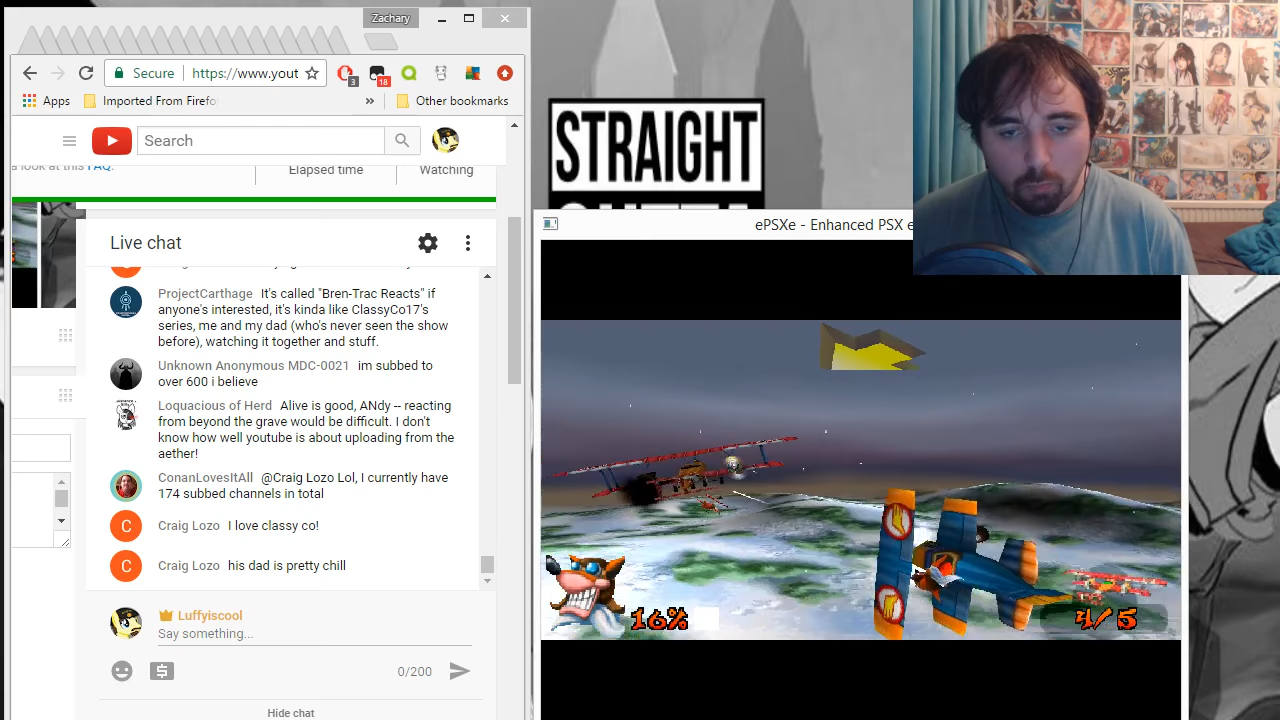 Zachary
Secure https://www.yout
3
18
Apps Imported From Firefo » Other bookmarks
Search
a look at this FAQ.
Elapsed time Watching
STRAIGHT
Live chat
ePSXe - Enhanced PSX e
ProjectCarthage It's called "Bren-Trac Reacts" if
anyone's interested, it's kinda like ClassyCo17's
series, me and my dad (who's never seen the show
before), watching it together and stuff.
Unknown Anonymous MDC-0021 im subbed to
over 600 i believe
Loquacious of Herd Alive is good, ANdy -- reacting
from beyond the grave would be difficult. I don't
know how well youtube is about uploading from the
aether!
ConanLovesItAll @Craig Lozo Lol, I currently have
174 subbed channels in total
C Craig Lozo I love classy co!
C Craig Lozo his dad is pretty chill
Luffyiscool
Say something...
0/200
Hide chat
16%
4/5